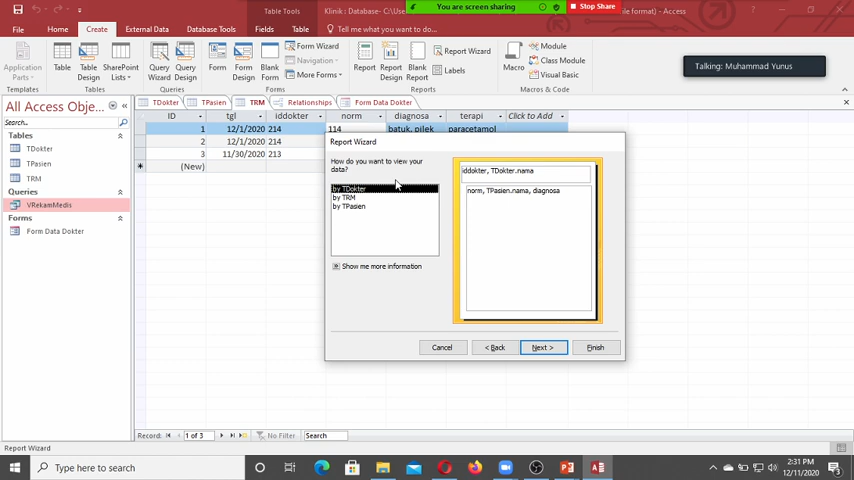 Table Tools
Klinik : Database- C:\Use
You are screen sharing
Stop Share
ile format) - Access
File
Home
Create
External Data
Database Tools
Fields
Table
Tell me what you want to do...
Application
Parts
Table
Table
Design
SharePoint
Lists
Query
Wizard
Query
Design
Form
Form
Design
Blank
Form
Form Wizard
Navigation
More Forms
Report
Report
Design
Blank
Report
Report Wizard
Labels
Macro
Module
Class Module
Visual Basic
Talking: Muhammad Yunus
Templates
Tables
Queries
Forms
Reports
Macros & Code
All Access Obje...
TDokter
TPasien
TRM
Relationships
Form Data Dokter
Search...
Tables
TDokter
TPasien
TRM
Queries
VRekamMedis
Forms
Form Data Dokter
ID
tgl
iddokter
norm
diagnosa
terapi
Click to Add
1
12/1/2020
214
114
batuk, pilek
paracetamol
2
12/1/2020
214
3
11/30/2020
213
(New)
Report Wizard
How do you want to view your
data?
by TDokter
by TRM
by TPasien
Show me more information
iddokter, TDokter.nama
norm, TPasien.nama, diagnosa
Cancel
< Back
Next >
Finish
Record:
1 of 3
No Filter
Search
Report Wizard
Type here to search
2:31 PM
12/11/2020
3